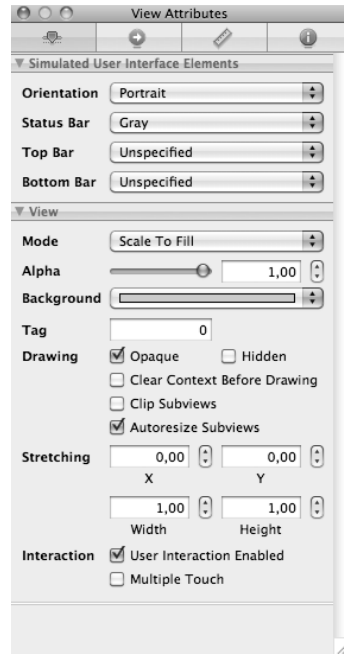 View Attributes
Simulated User Interface Elements
Orientation Portrait
Status Bar Gray
Top Bar Unspecified
Bottom Bar Unspecified
View
Mode Scale To Fill
Alpha 1,00
Background
Tag 0
Drawing Opaque Hidden
Clear Context Before Drawing
Clip Subviews
Autoresize Subviews
Stretching 0,00 0,00
X Y
1,00 1,00
Width Height
Interaction User Interaction Enabled
Multiple Touch